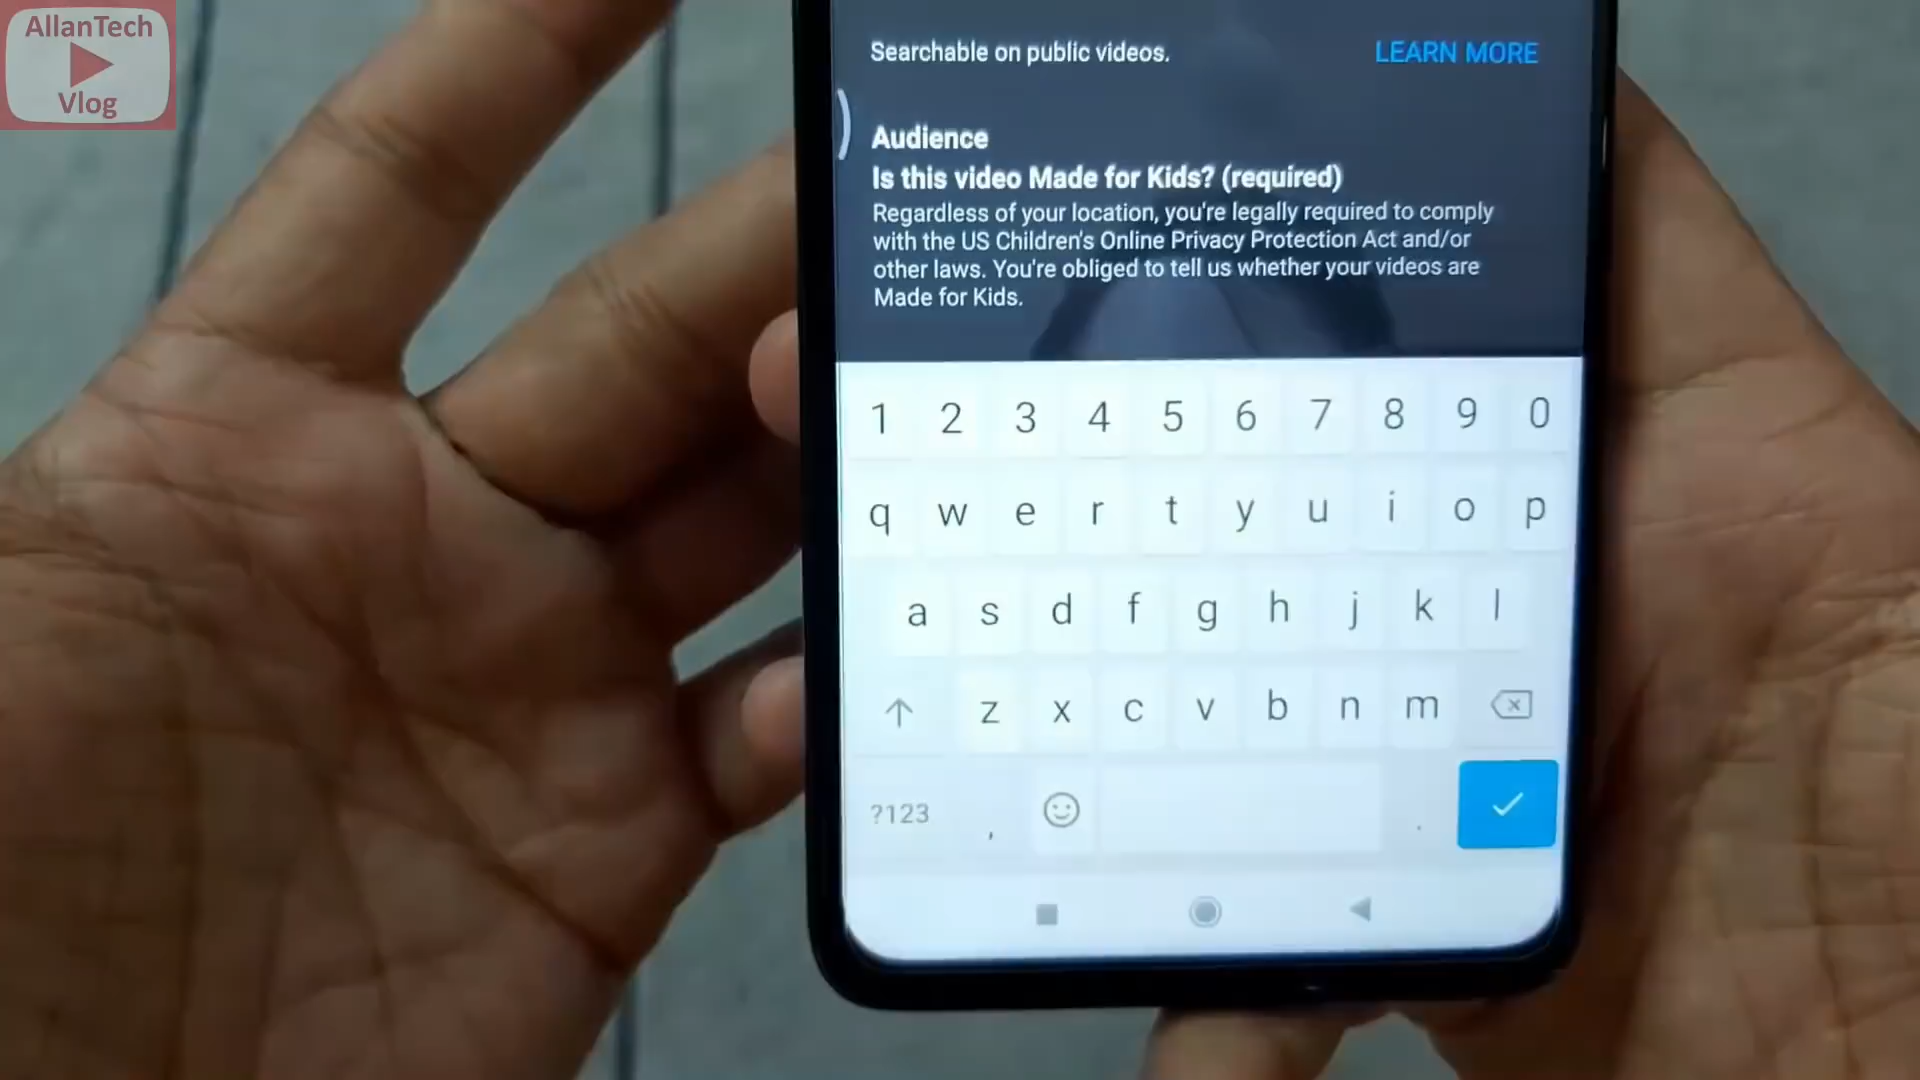 AllanTech
Vlog
Searchable on public videos.
LEARN MORE
Audience
Is this video Made for Kids? (required)
Regardless of your location, you're legally required to comply
with the US Children's Online Privacy Protection Act and/or
other laws. You're obliged to tell us whether your videos are
Made for Kids.
1 2 3 4 5 6 7 8 9 0
q w e r t y u i o p
a s d f g h j k l
z x c v b n m
?123 , .